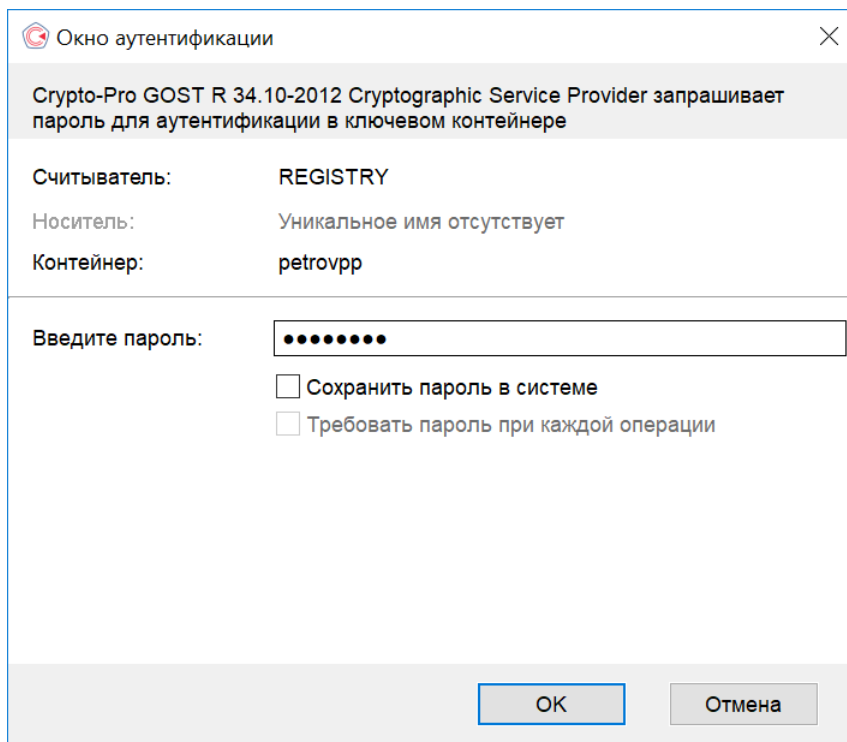 Окно аутентификации
Crypto-Pro GOST R 34.10-2012 Cryptographic Service Provider запрашивает
пароль для аутентификации в ключевом контейнере
Считыватель: REGISTRY
Носитель: Уникальное имя отсутствует
Контейнер: petrovpp
Введите пароль: ●●●●●●●●
Сохранить пароль в системе
Требовать пароль при каждой операции
OK Отмена